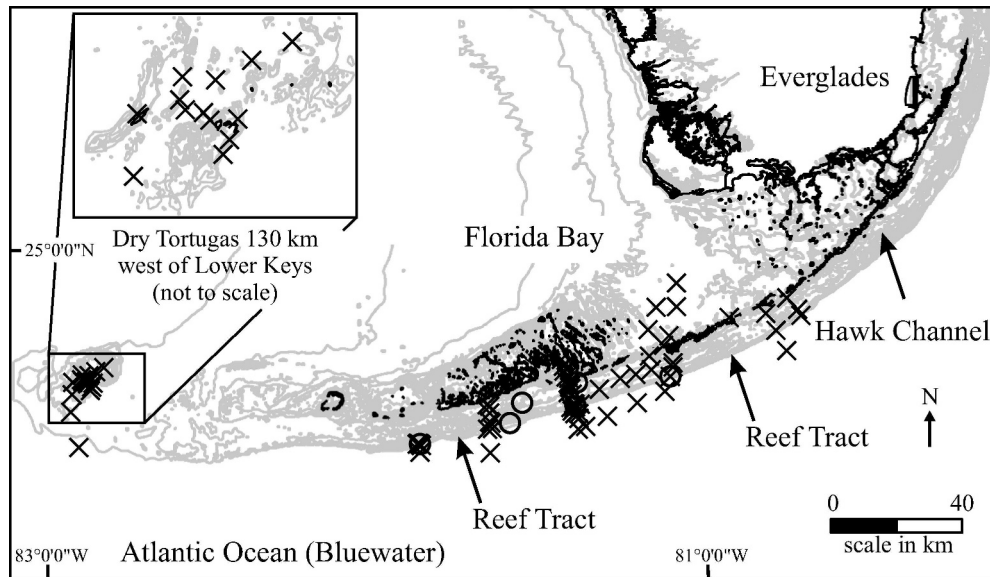 Everglades
Dry Tortugas 130 km
west of Lower Keys
(not to scale)
25°0'0"N
Florida Bay
Hawk Channel
Reef Tract
N
Reef Tract
0 40
scale in km
83°0'0"W
Atlantic Ocean (Bluewater)
81°0'0"W